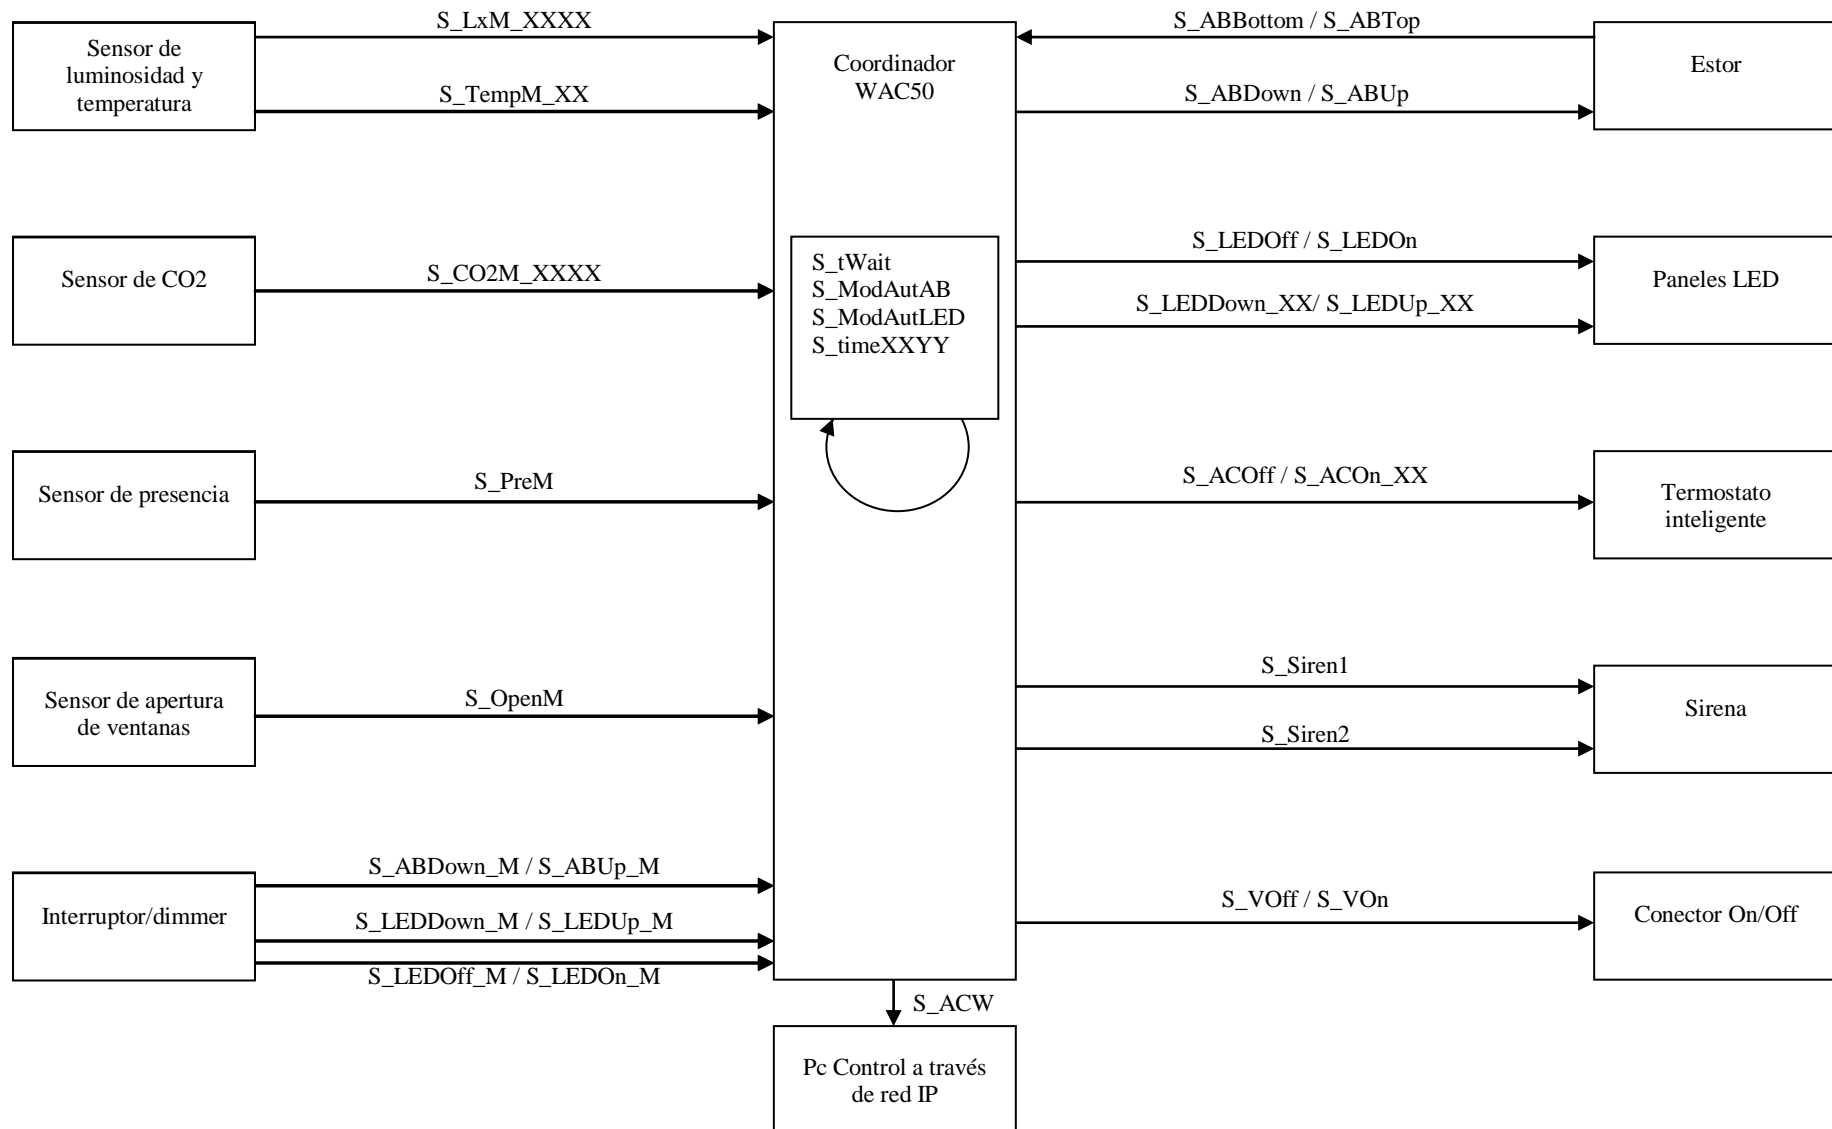 S_LxM_XXXX
S_ABBottom / S_ABTop
Sensor de
luminosidad y
temperatura
Coordinador
WAC50
Estor
S_TempM_XX
S_ABDown / S_ABUp
Sensor de CO2
S_CO2M_XXXX
S_tWait
S_ModAutAB
S_ModAutLED
S_timeXXYY
S_LEDOff / S_LEDOn
S_LEDDown_XX/ S_LEDUp_XX
Paneles LED
Sensor de presencia
S_PreM
S_ACOff / S_ACOn_XX
Termostato
inteligente
Sensor de apertura
de ventanas
S_OpenM
S_Siren1
S_Siren2
Sirena
Interruptor/dimmer
S_ABDown_M / S_ABUp_M
S_LEDDown_M / S_LEDUp_M
S_LEDOff_M / S_LEDOn_M
S_VOff / S_VOn
Conector On/Off
S_ACW
Pc Control a través
de red IP